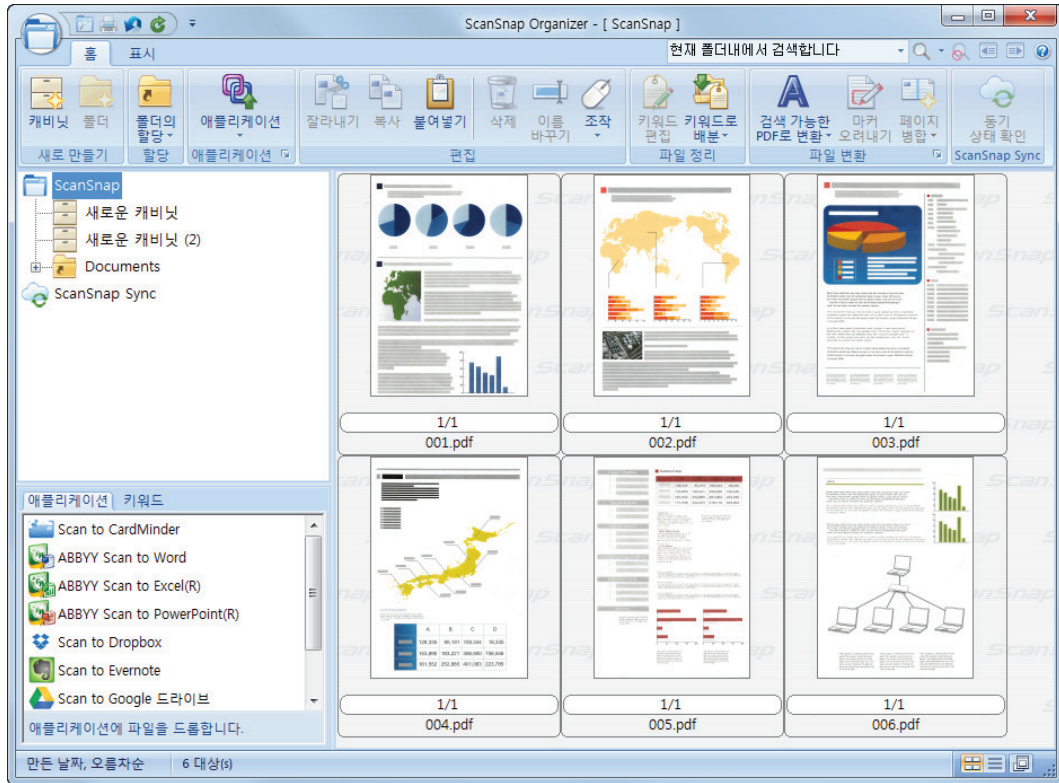 ScanSnap Organizer - [ ScanSnap ]
홈 표시
현재 폴더내에서 검색합니다
캐비닛 폴더
폴더의 할당
애플리케이션
잘라내기 복사 붙여넣기 삭제 이름 바꾸기 조작
키워드 편집 키워드로 배분
검색 가능한 PDF로 변환 마커 오려내기 페이지 병합
동기 상태 확인
새로 만들기 할당 애플리케이션 편집 파일 정리 파일 변환 ScanSnap Sync
ScanSnap
새로운 캐비닛
새로운 캐비닛 (2)
Documents
ScanSnap Sync
1/1 1/1 1/1
001.pdf 002.pdf 003.pdf
A B C D
1/1 1/1 1/1
004.pdf 005.pdf 006.pdf
애플리케이션 키워드
Scan to CardMinder
ABBYY Scan to Word
ABBYY Scan to Excel(R)
ABBYY Scan to PowerPoint(R)
Scan to Dropbox
Scan to Evernote
Scan to Google 드라이브
애플리케이션에 파일을 드롭합니다.
만든 날짜, 오름차순 6 대상(s)